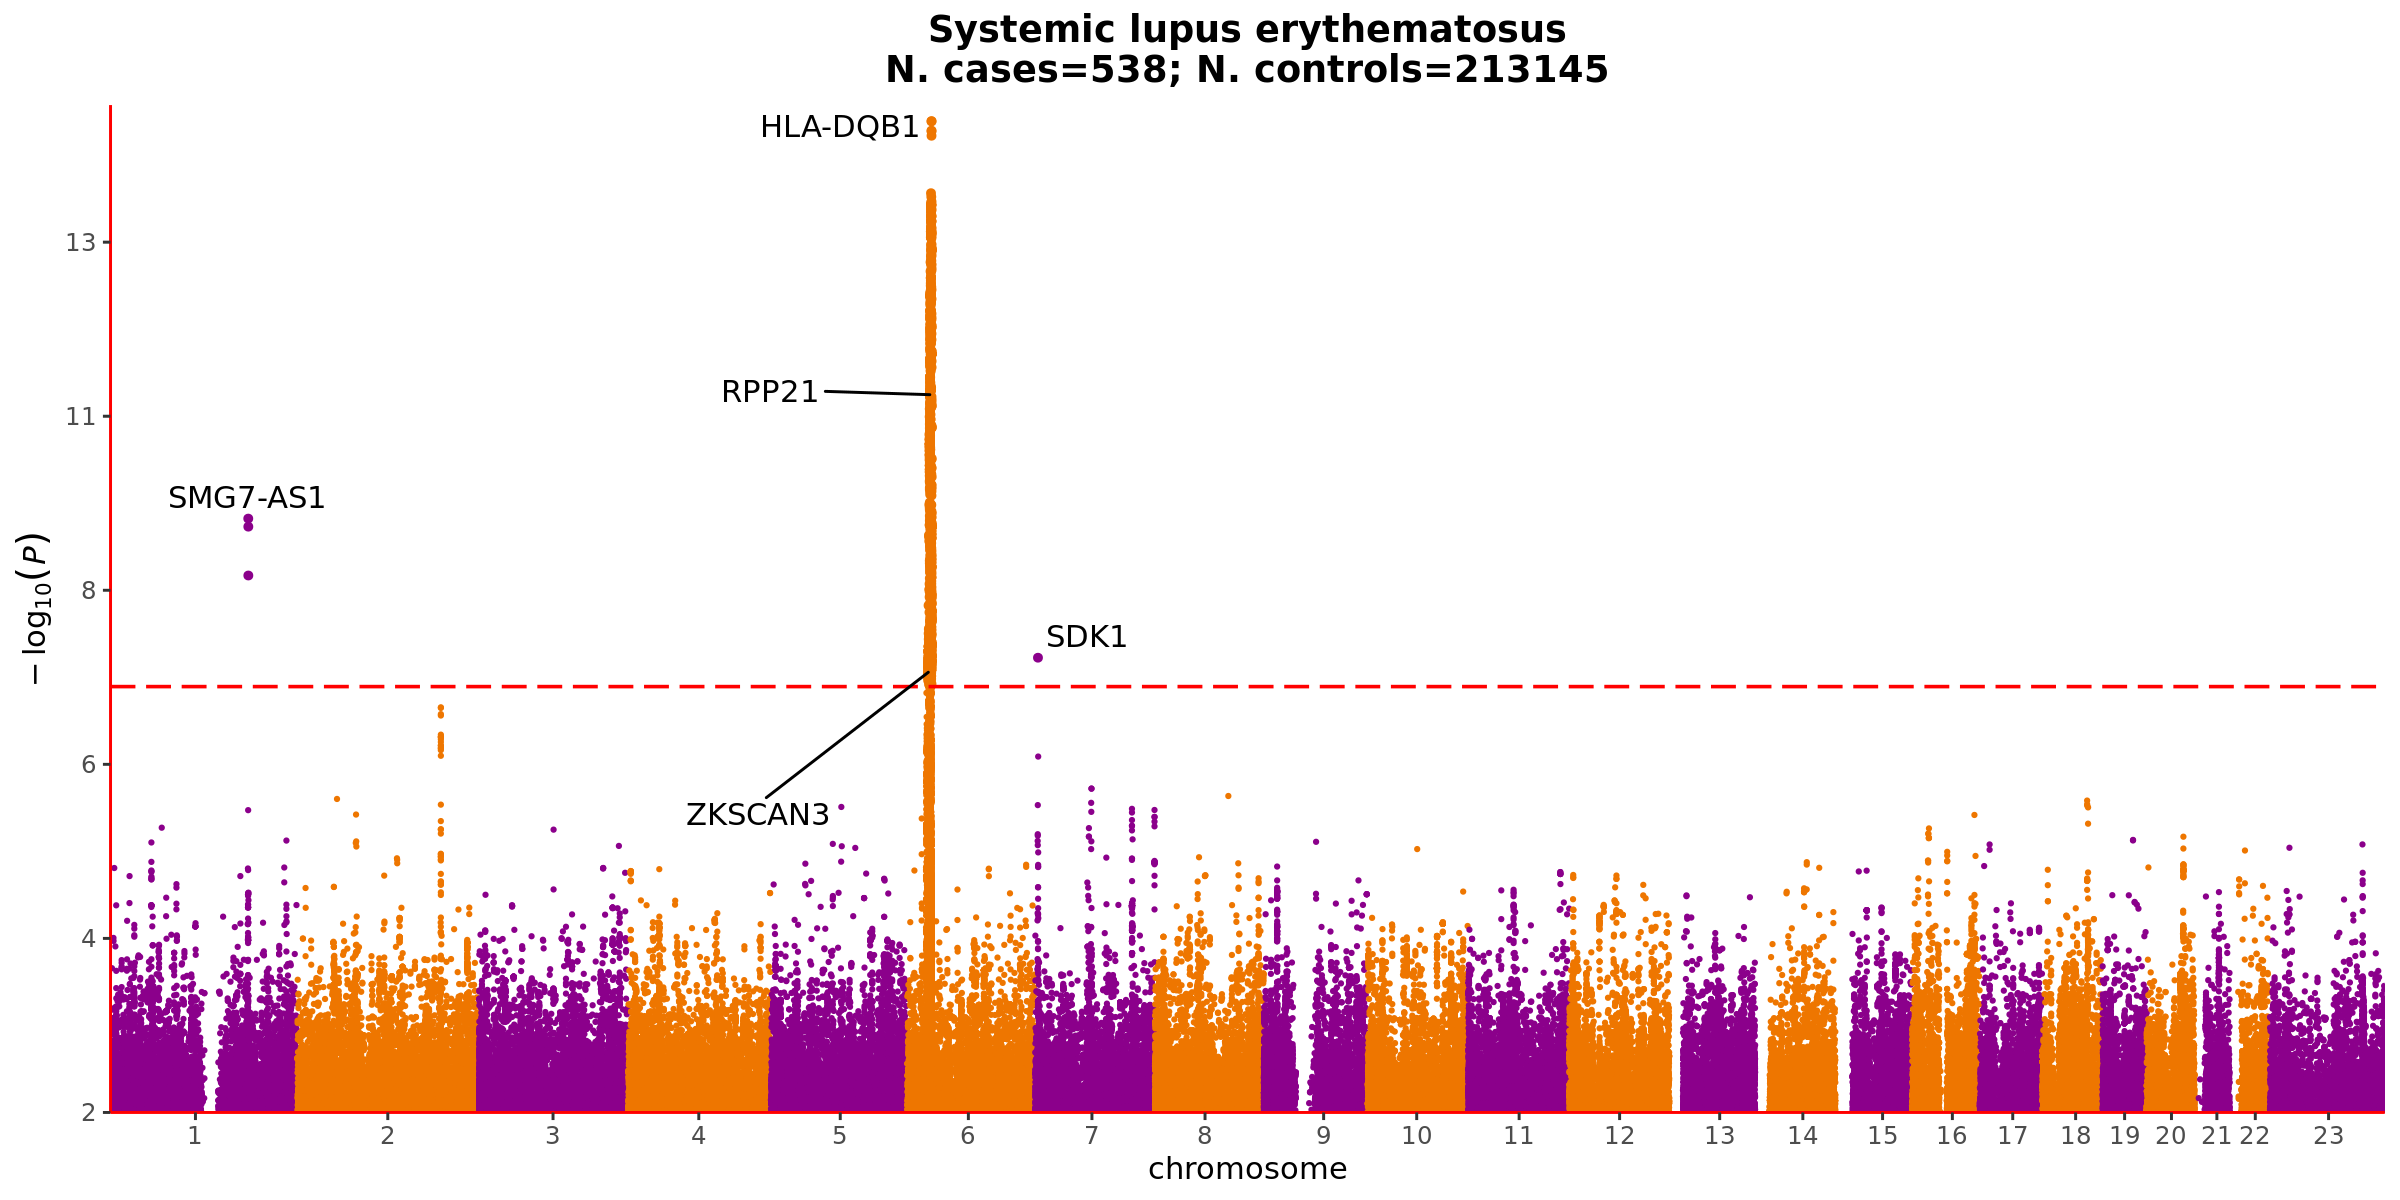 Systemic lupus erythematosus
N. cases=538; N. controls=213145
HLA-DQB1
13
RPP21
11
SMG7-AS1
8
SDK1
6
ZKSCAN3
4
2
−log10(P)
1 2 3 4 5 6 7 8 9 10 11 12 13 14 15 16 17 18 19 20 21 22 23
chromosome